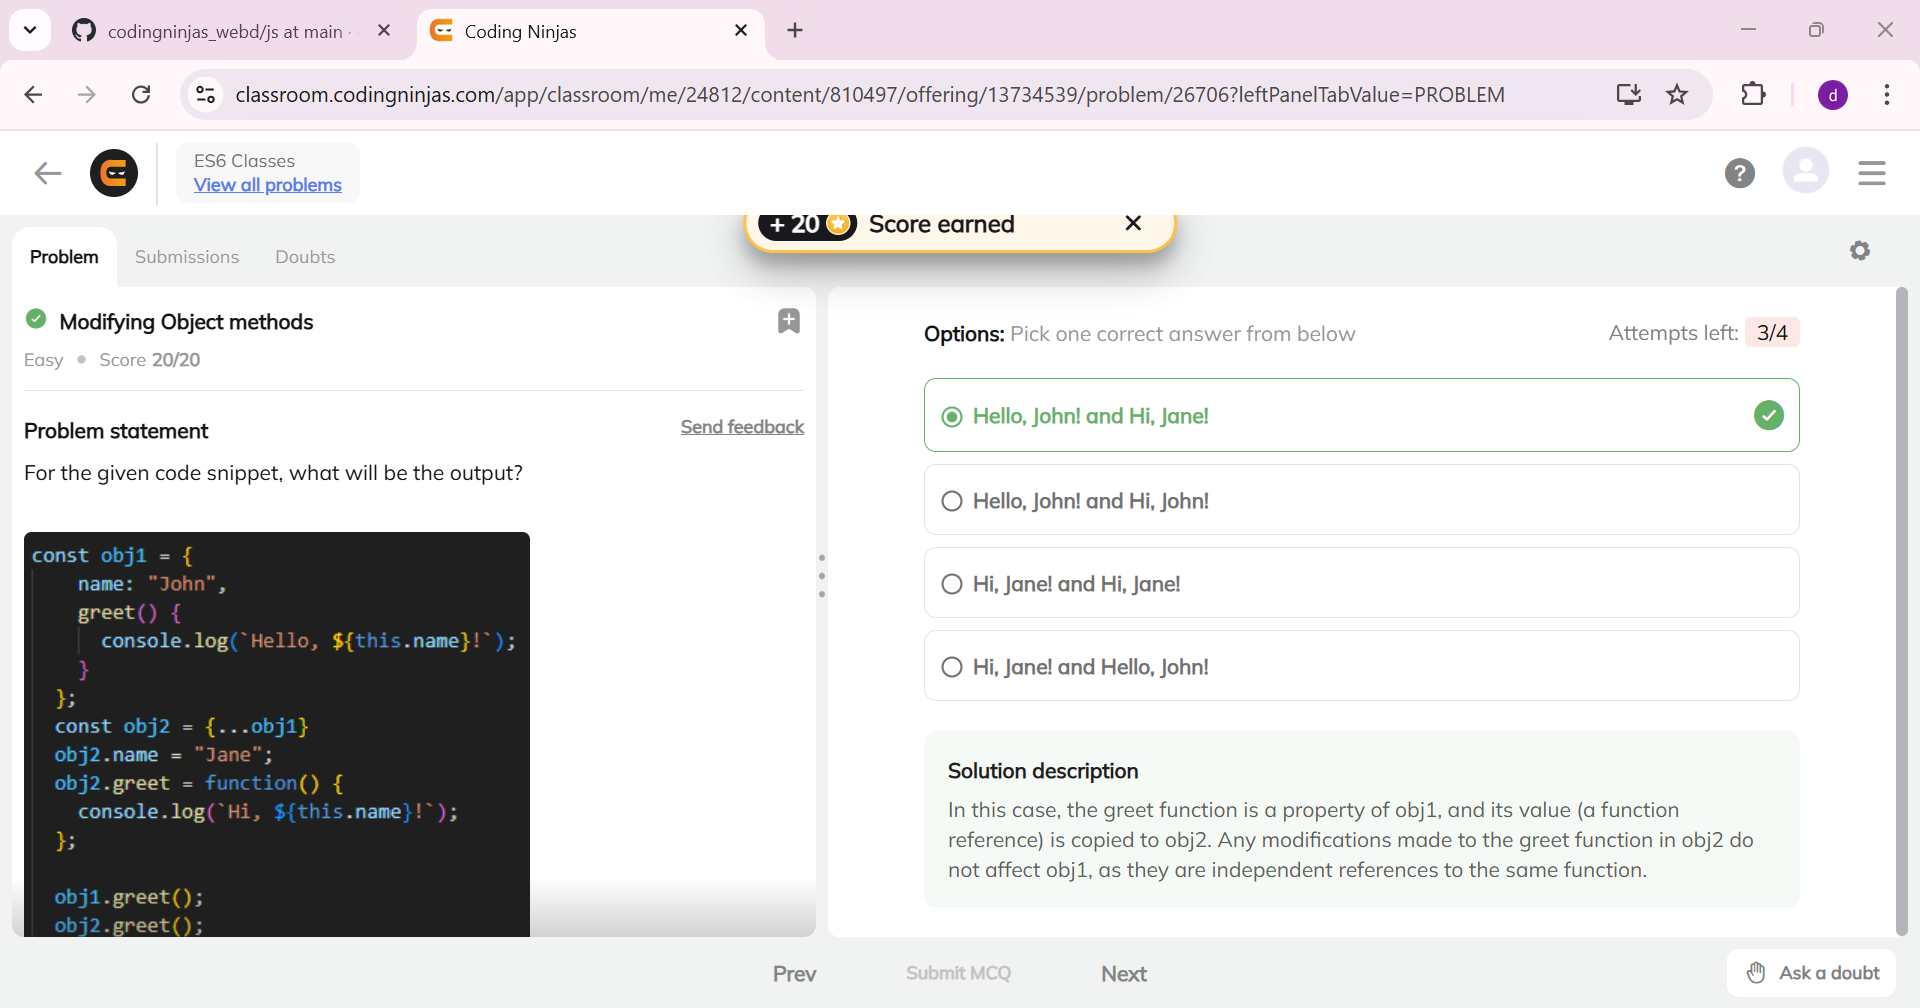 codingninjas_webd/js at main ·
Coding Ninjas
classroom.codingninjas.com/app/classroom/me/24812/content/810497/offering/13734539/problem/26706?leftPanelTabValue=PROBLEM
d
ES6 Classes
View all problems
?
+ 20 Score earned
Problem
Submissions
Doubts
Modifying Object methods
Easy • Score 20/20
Problem statement
Send feedback
For the given code snippet, what will be the output?
const obj1 = {
name: "John",
greet() {
console.log(`Hello, ${this.name}!`);
}
};
const obj2 = {...obj1}
obj2.name = "Jane";
obj2.greet = function() {
console.log(`Hi, ${this.name}!`);
};
obj1.greet();
obj2.greet();
Options: Pick one correct answer from below
Attempts left: 3/4
Hello, John! and Hi, Jane!
Hello, John! and Hi, John!
Hi, Jane! and Hi, Jane!
Hi, Jane! and Hello, John!
Solution description
In this case, the greet function is a property of obj1, and its value (a function
reference) is copied to obj2. Any modifications made to the greet function in obj2 do
not affect obj1, as they are independent references to the same function.
Prev
Submit MCQ
Next
Ask a doubt